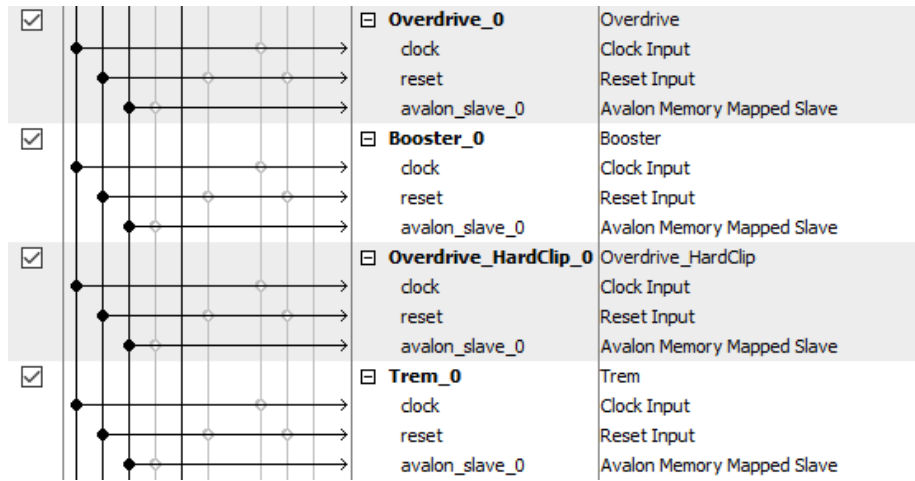 Overdrive_0 Overdrive
clock Clock Input
reset Reset Input
avalon_slave_0 Avalon Memory Mapped Slave
Booster_0 Booster
clock Clock Input
reset Reset Input
avalon_slave_0 Avalon Memory Mapped Slave
Overdrive_HardClip_0 Overdrive_HardClip
clock Clock Input
reset Reset Input
avalon_slave_0 Avalon Memory Mapped Slave
Trem_0 Trem
clock Clock Input
reset Reset Input
avalon_slave_0 Avalon Memory Mapped Slave